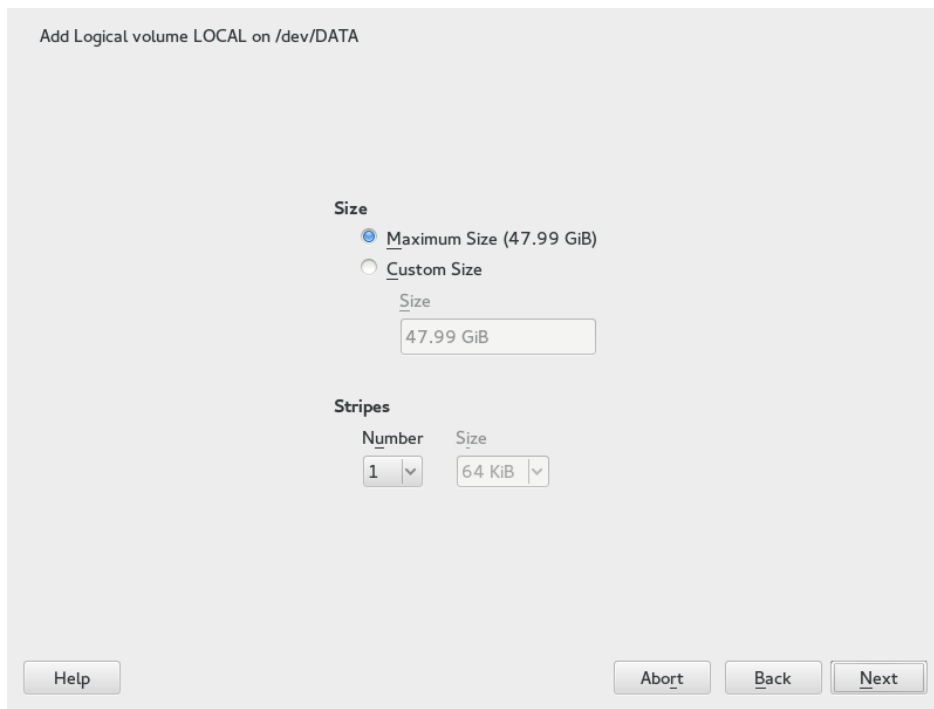 Add Logical volume LOCAL on /dev/DATA
Size
Maximum Size (47.99 GiB)
Custom Size
Size
47.99 GiB
Stripes
Number Size
1 64 KiB
Help Abort Back Next